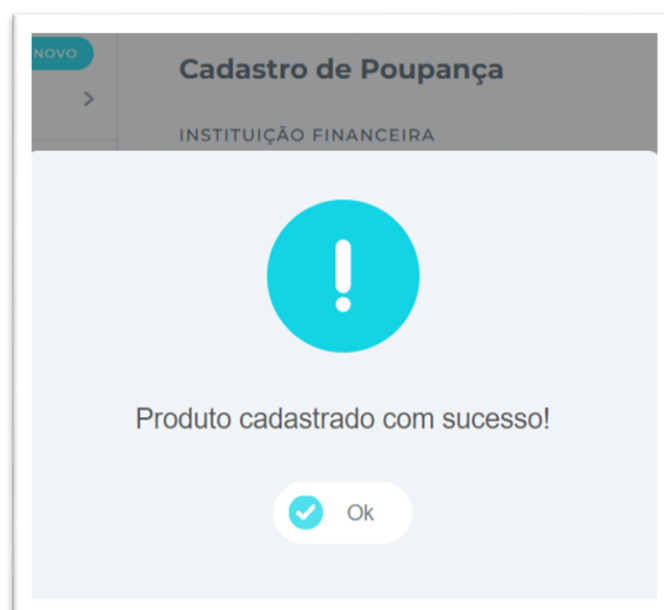 NOVO
Cadastro de Poupança
INSTITUIÇÃO FINANCEIRA
Produto cadastrado com sucesso!
Ok